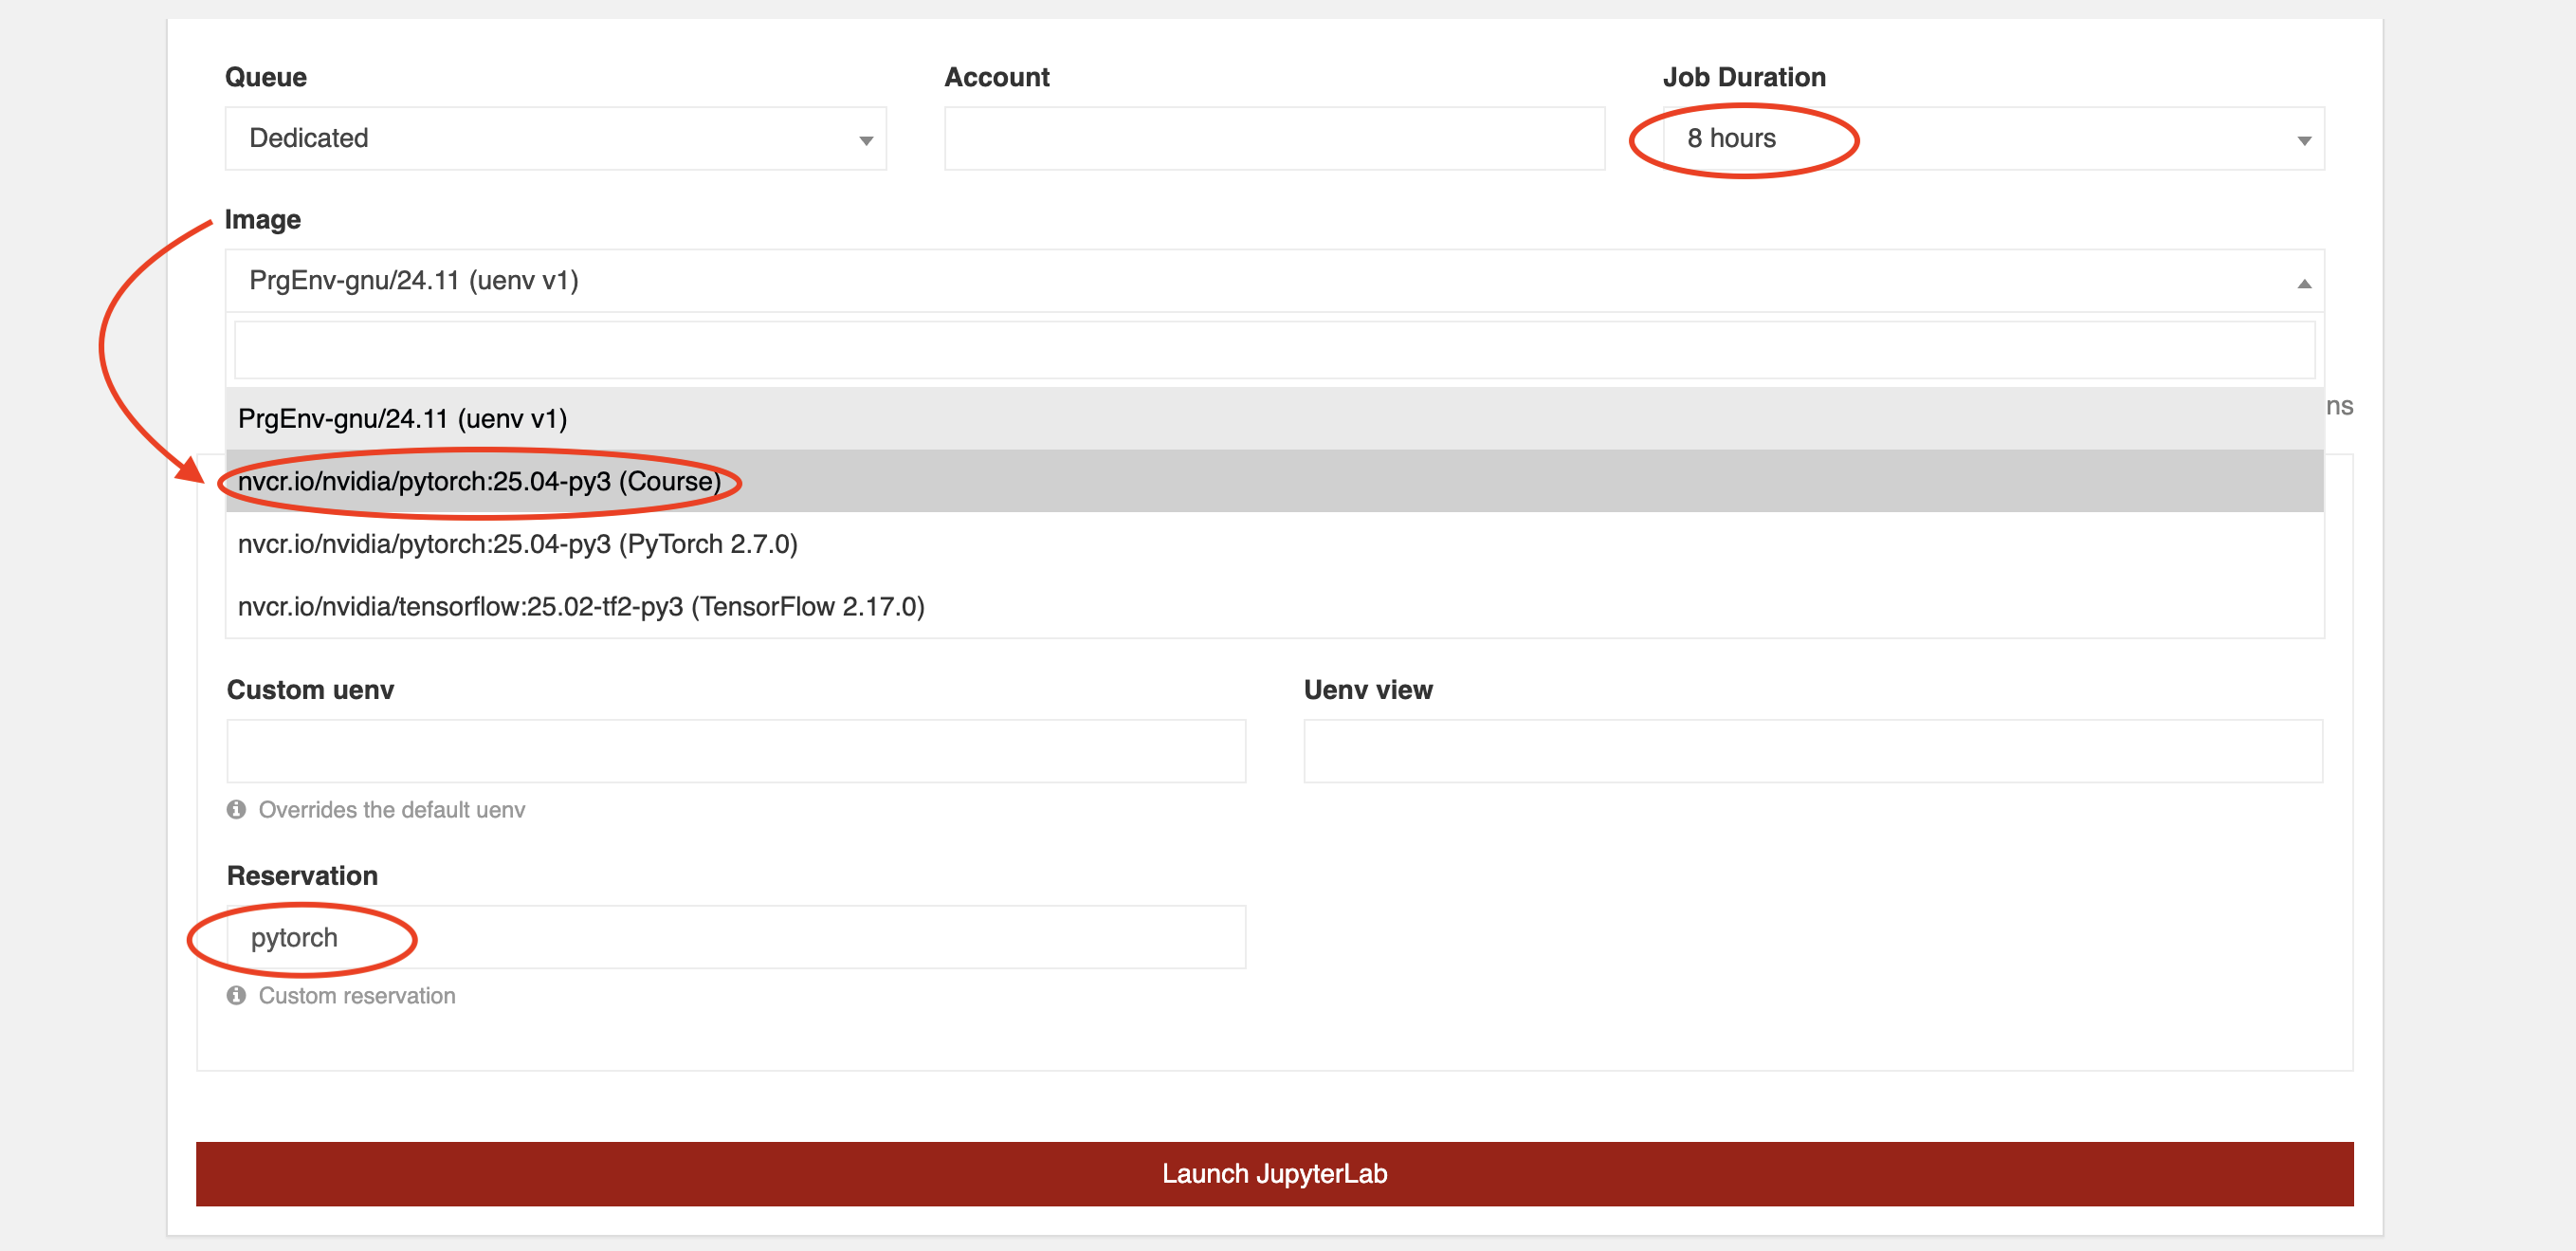 Queue
Account
Job Duration
Dedicated
8 hours
Image
PrgEnv-gnu/24.11 (uenv v1)
PrgEnv-gnu/24.11 (uenv v1)
ns
nvcr.io/nvidia/pytorch:25.04-py3 (Course)
nvcr.io/nvidia/pytorch:25.04-py3 (PyTorch 2.7.0)
nvcr.io/nvidia/tensorflow:25.02-tf2-py3 (TensorFlow 2.17.0)
Custom uenv
Uenv view
Overrides the default uenv
Reservation
pytorch
Custom reservation
Launch JupyterLab